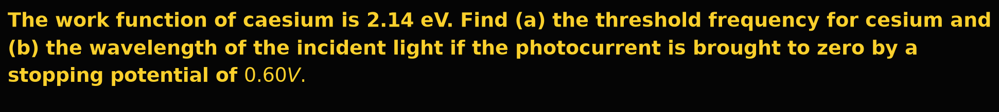 The work function of caesium is 2.14 eV. Find (a) the threshold frequency for cesium and
(b) the wavelength of the incident light if the photocurrent is brought to zero by a
stopping potential of 0.60V.